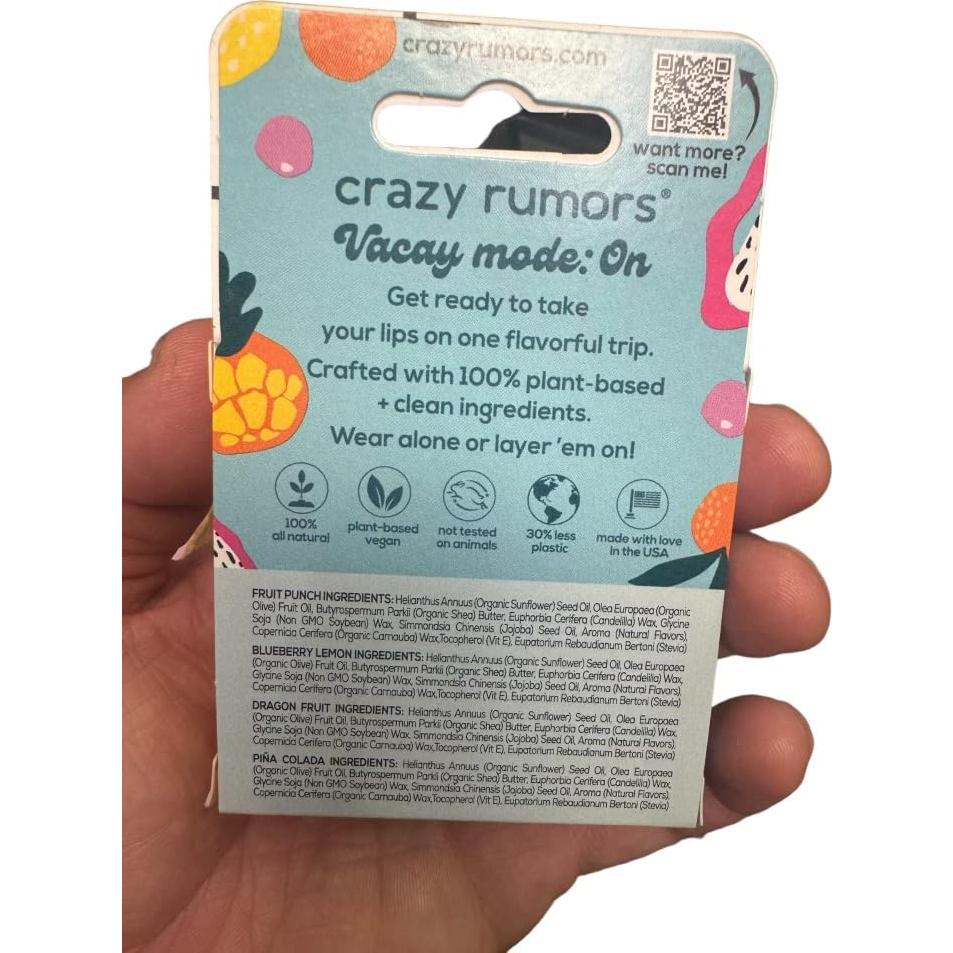 crazyrumors.com
want more?
scan me!
crazy rumors®
Vacay mode: On
Get ready to take
your lips on one flavorful trip.
Crafted with 100% plant-based
+ clean ingredients.
Wear alone or layer 'em on!
100%
all natural
plant-based
vegan
not tested
on animals
30% less
plastic
made with love
in the USA
FRUIT PUNCH INGREDIENTS: Helianthus Annuus (Organic Sunflower) Seed Oil, Olea Europaea (Organic
Olive) Fruit Oil, Butyrospermum Parkii (Organic Shea) Butter, Euphorbia Cerifera (Candelilla) Wax, Glycine
Soja (Non GMO Soybean) Wax, Simmondsia Chinensis (Jojoba) Seed Oil, Aroma (Natural Flavors),
Copernicia Cerifera (Organic Carnauba) Wax,Tocopherol (Vit E), Eupatorium Rebaudianum Bertoni (Stevia)
BLUEBERRY LEMON INGREDIENTS: Helianthus Annuus (Organic Sunflower) Seed Oil, Olea Europaea
(Organic Olive) Fruit Oil, Butyrospermum Parkii (Organic Shea) Butter, Euphorbia Cerifera (Candelilla) Wax,
Glycine Soja (Non GMO Soybean) Wax, Simmondsia Chinensis (Jojoba) Seed Oil, Aroma (Natural Flavors),
Copernicia Cerifera (Organic Carnauba) Wax,Tocopherol (Vit E), Eupatorium Rebaudianum Bertoni (Stevia)
DRAGON FRUIT INGREDIENTS: Helianthus Annuus (Organic Sunflower) Seed Oil, Olea Europaea
(Organic Olive) Fruit Oil, Butyrospermum Parkii (Organic Shea) Butter, Euphorbia Cerifera (Candelilla) Wax,
Glycine Soja (Non GMO Soybean) Wax, Simmondsia Chinensis (Jojoba) Seed Oil, Aroma (Natural Flavors),
Copernicia Cerifera (Organic Carnauba) Wax,Tocopherol (Vit E), Eupatorium Rebaudianum Bertoni (Stevia)
PIÑA COLADA INGREDIENTS: Helianthus Annuus (Organic Sunflower) Seed Oil, Olea Europaea
(Organic Olive) Fruit Oil, Butyrospermum Parkii (Organic Shea) Butter, Euphorbia Cerifera (Candelilla) Wax,
Glycine Soja (Non GMO Soybean) Wax, Simmondsia Chinensis (Jojoba) Seed Oil, Aroma (Natural Flavors),
Copernicia Cerifera (Organic Carnauba) Wax,Tocopherol (Vit E), Eupatorium Rebaudianum Bertoni (Stevia)